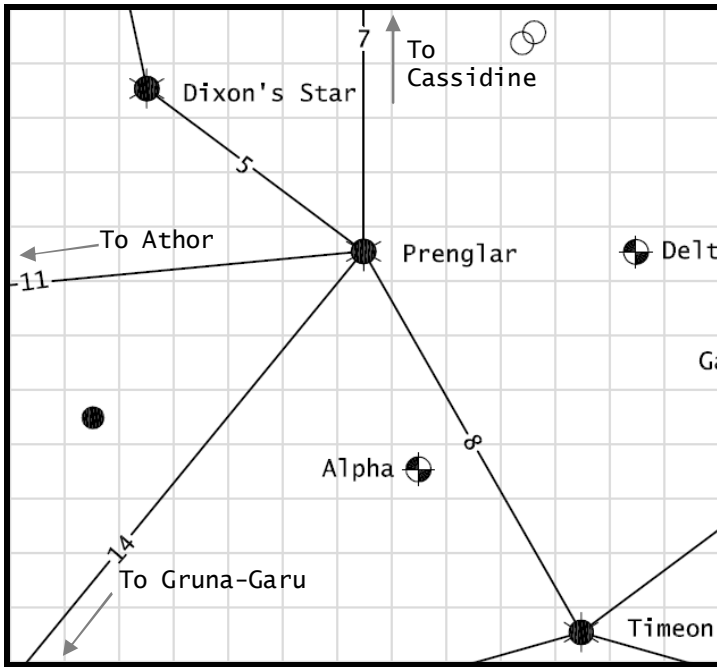 7
To
Cassidine
Dixon's Star
5
To Athor
Prenglar
Delt
11
Ga
8
Alpha
14
To Gruna-Garu
Timeon